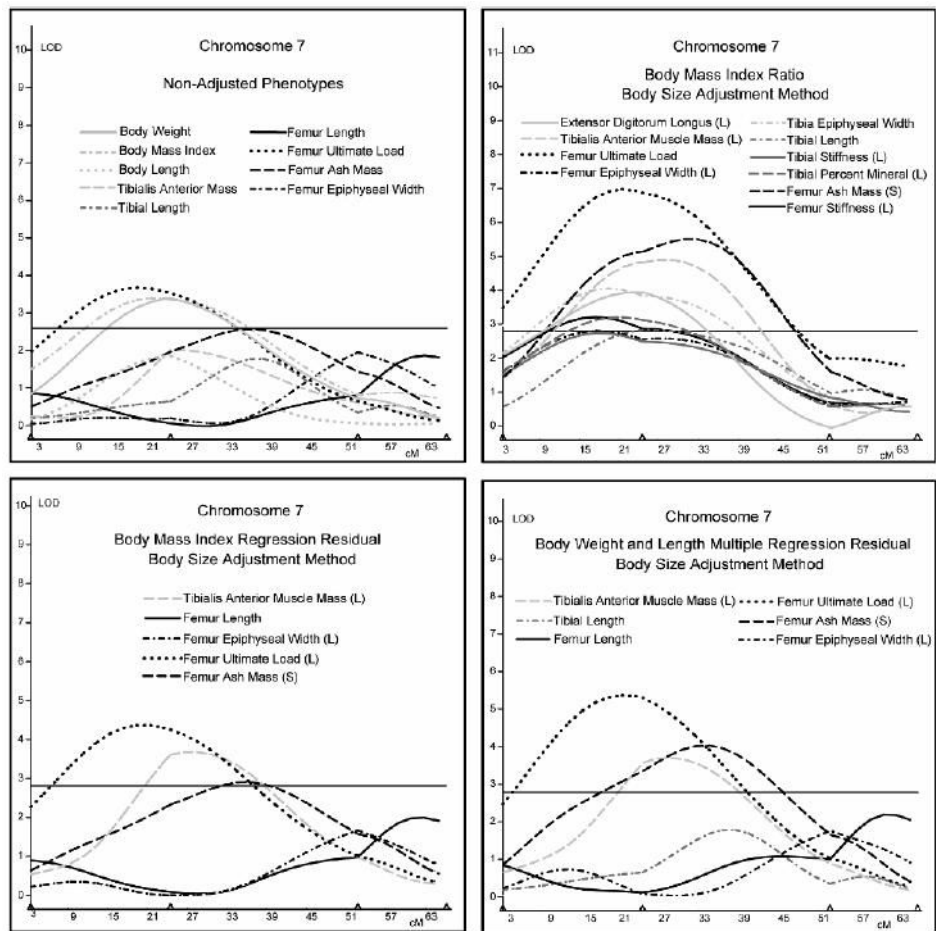 10
LOD
Chromosome 7
9
Non-Adjusted Phenotypes
8
Body Weight
Femur Length
Body Mass Index
Femur Ultimate Load
7
Body Length
Femur Ash Mass
Tibialis Anterior Mass
Femur Epiphyseal Width
6
Tibial Length
5
4
3
2
1
0
3 9 15 21 27 33 39 45 51 57 63
cM
11
LOD
Chromosome 7
10
Body Mass Index Ratio
Body Size Adjustment Method
9
Extensor Digitorum Longus (L)
Tibia Epiphyseal Width
Tibialis Anterior Muscle Mass (L)
Tibial Length
8
Femur Ultimate Load
Tibial Stiffness (L)
Femur Epiphyseal Width (L)
Tibial Percent Mineral (L)
7
Femur Ash Mass (S)
Femur Stiffness (L)
6
5
4
3
2
1
0
3 9 15 21 27 33 39 45 51 57 63
cM
10
LOD
Chromosome 7
9
Body Mass Index Regression Residual
Body Size Adjustment Method
8
Tibialis Anterior Muscle Mass (L)
7
Femur Length
Femur Epiphyseal Width (L)
6
Femur Ultimate Load (L)
Femur Ash Mass (S)
5
4
3
2
1
0
3 9 15 21 27 33 39 45 51 57 63
cM
10
LOD
Chromosome 7
9
Body Weight and Length Multiple Regression Residual
Body Size Adjustment Method
8
Tibialis Anterior Muscle Mass (L)
Femur Ultimate Load (L)
Tibial Length
Femur Ash Mass (S)
7
Femur Length
Femur Epiphyseal Width (L)
6
5
4
3
2
1
0
3 9 15 21 27 33 39 45 51 57 63
cM